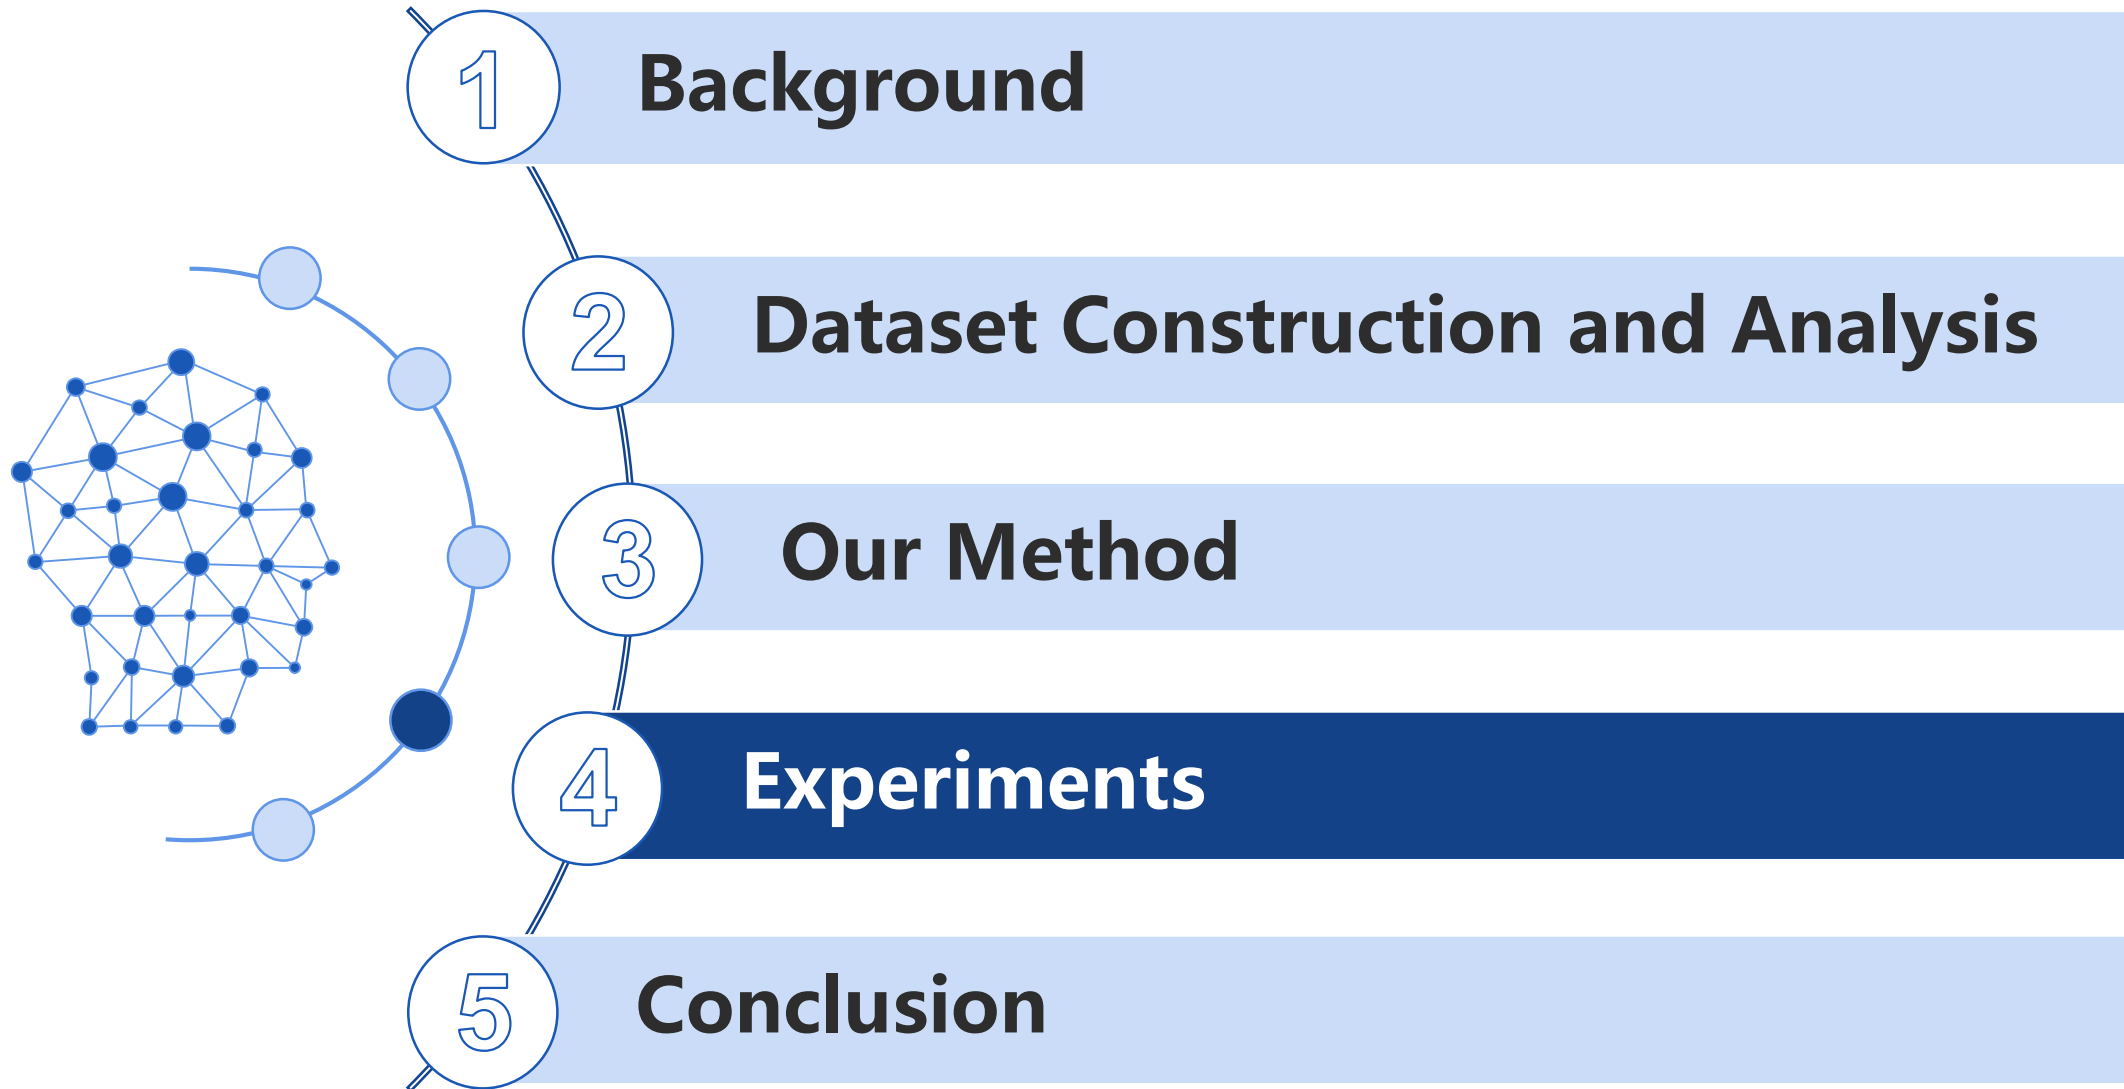 1 Background
2 Dataset Construction and Analysis
3 Our Method
4 Experiments
5 Conclusion